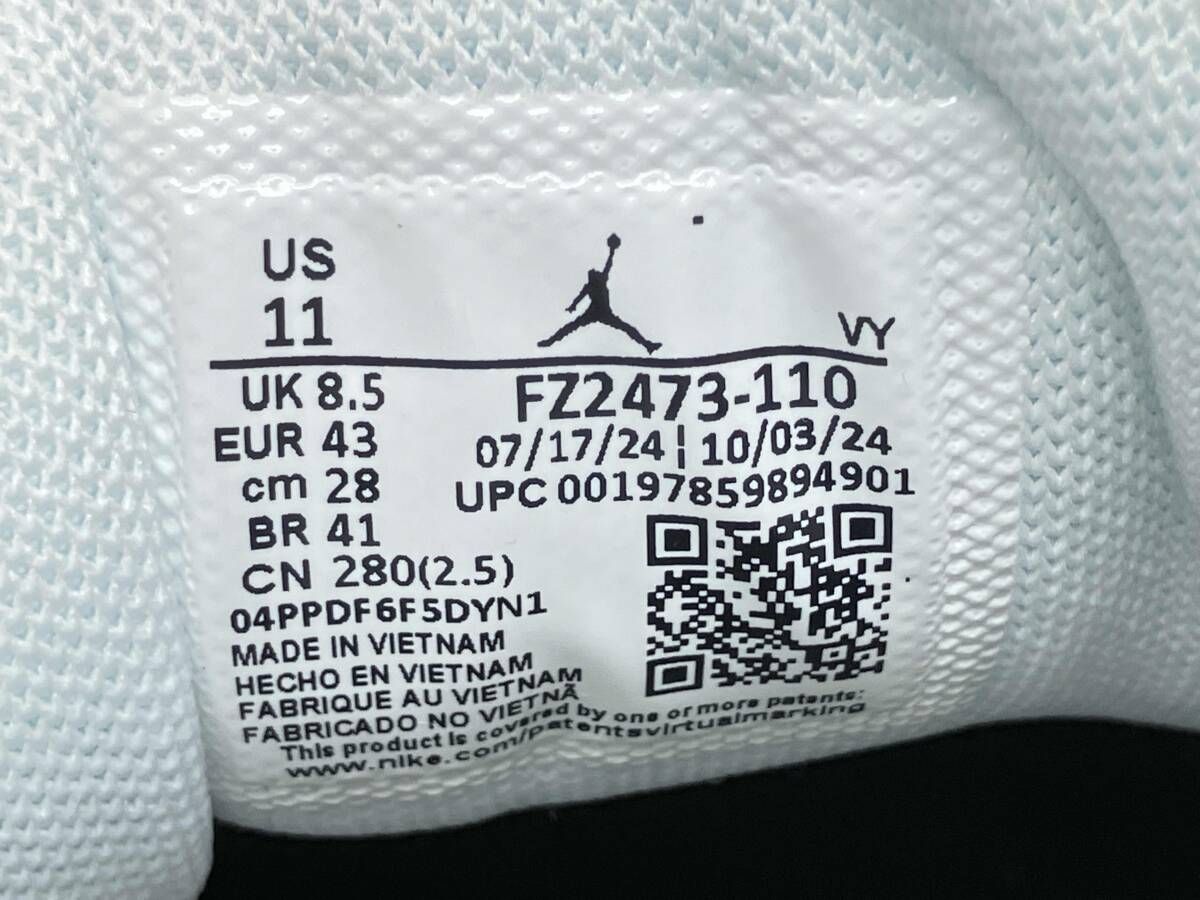 US
11
VY
UK 8.5
EUR 43
cm 28
BR 41
CN 280(2.5)
FZ2473-110
07/17/24 ¦ 10/03/24
UPC 00197859894901
04PPDF6F5DYN1
MADE IN VIETNAM
HECHO EN VIETNAM
FABRIQUE AU VIETNAM
FABRICADO NO VIETNÃ
This product is covered by one or more patents:
www.nike.com/patentsvirtualmarking